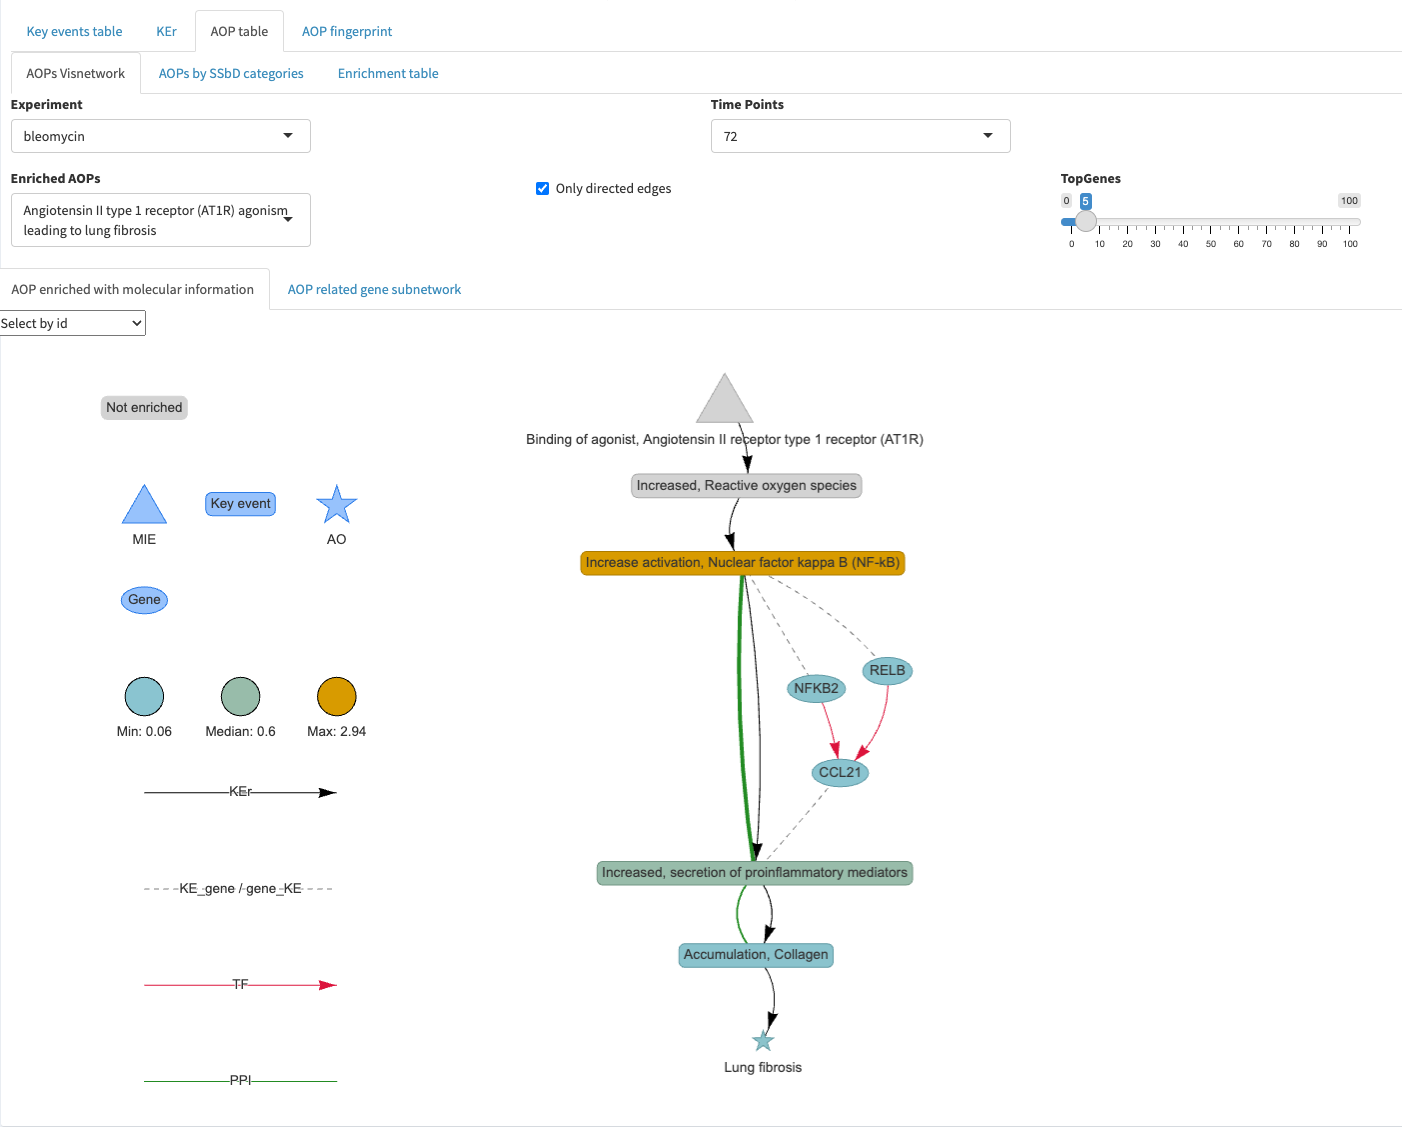 Key events table
KEr
AOP table
AOP fingerprint
AOPs Visnetwork
AOPs by SSbD categories
Enrichment table
Experiment
Time Points
bleomycin
72
Enriched AOPs
Only directed edges
TopGenes
Angiotensin II type 1 receptor (AT1R) agonism
leading to lung fibrosis
0
5
100
0 10 20 30 40 50 60 70 80 90 100
AOP enriched with molecular information
AOP related gene subnetwork
Select by id
Not enriched
MIE
Key event
AO
Gene
Min: 0.06
Median: 0.6
Max: 2.94
KEr
KE_gene / gene_KE
TF
PPI
Binding of agonist, Angiotensin II receptor type 1 receptor (AT1R)
Increased, Reactive oxygen species
Increase activation, Nuclear factor kappa B (NF-kB)
RELB
NFKB2
CCL21
Increased, secretion of proinflammatory mediators
Accumulation, Collagen
Lung fibrosis